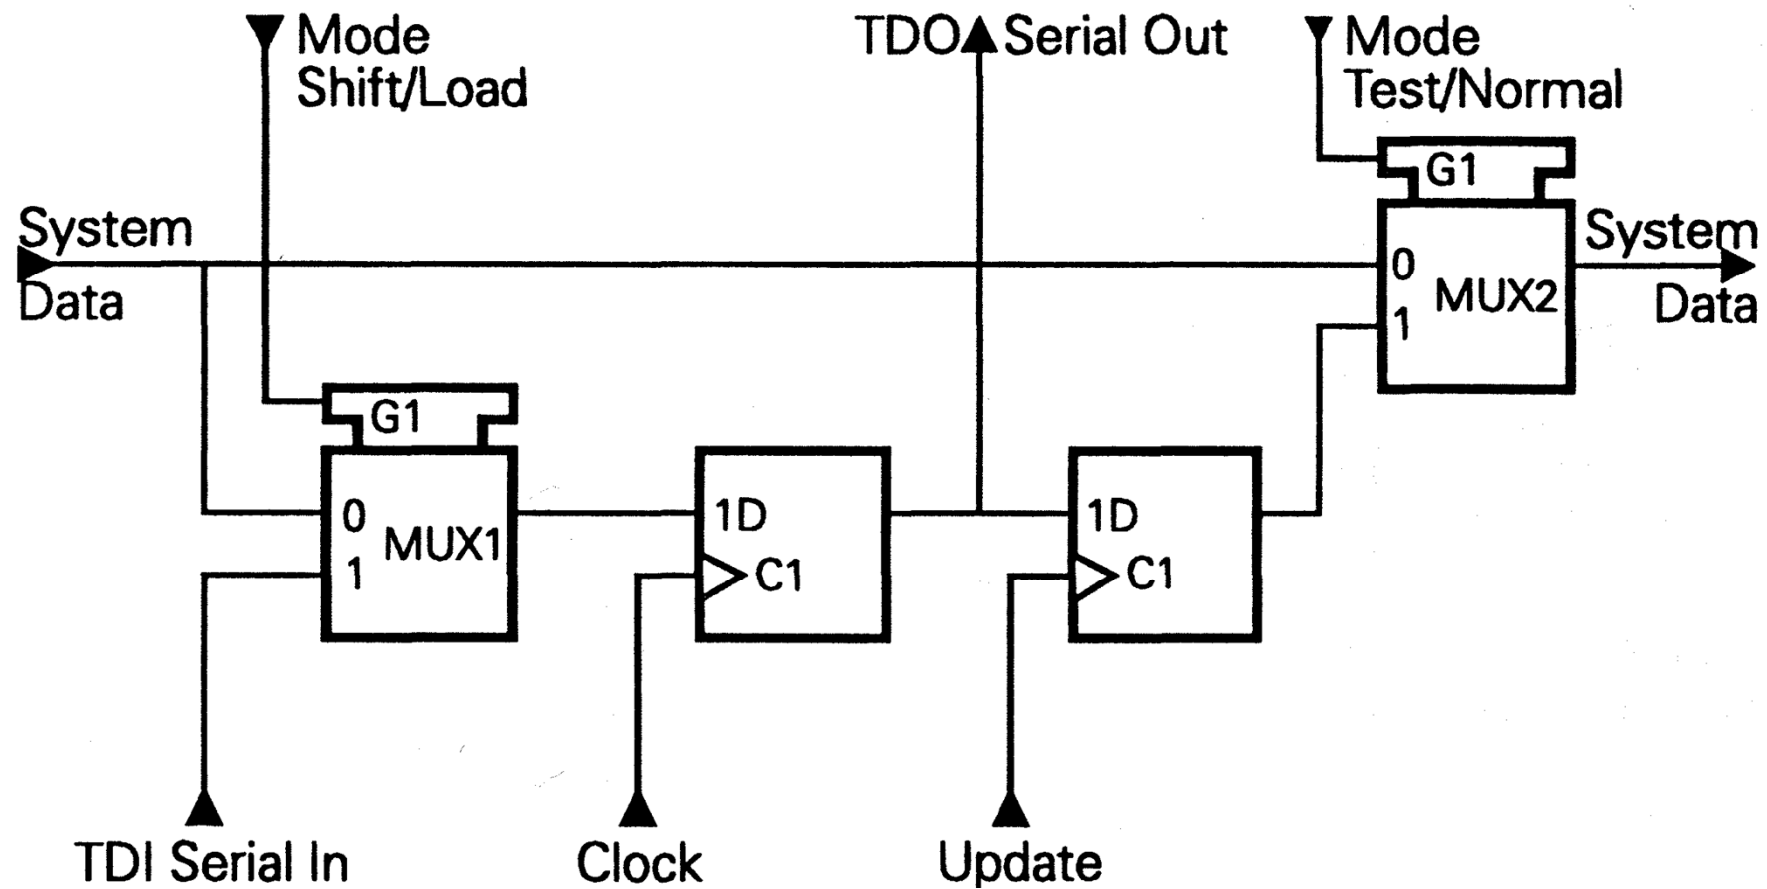 Mode
Shift/Load
TDO Serial Out
Mode
Test/Normal
G1
System
Data
0
1
MUX2
System
Data
G1
0
1
MUX1
1D
C1
1D
C1
TDI Serial In
Clock
Update